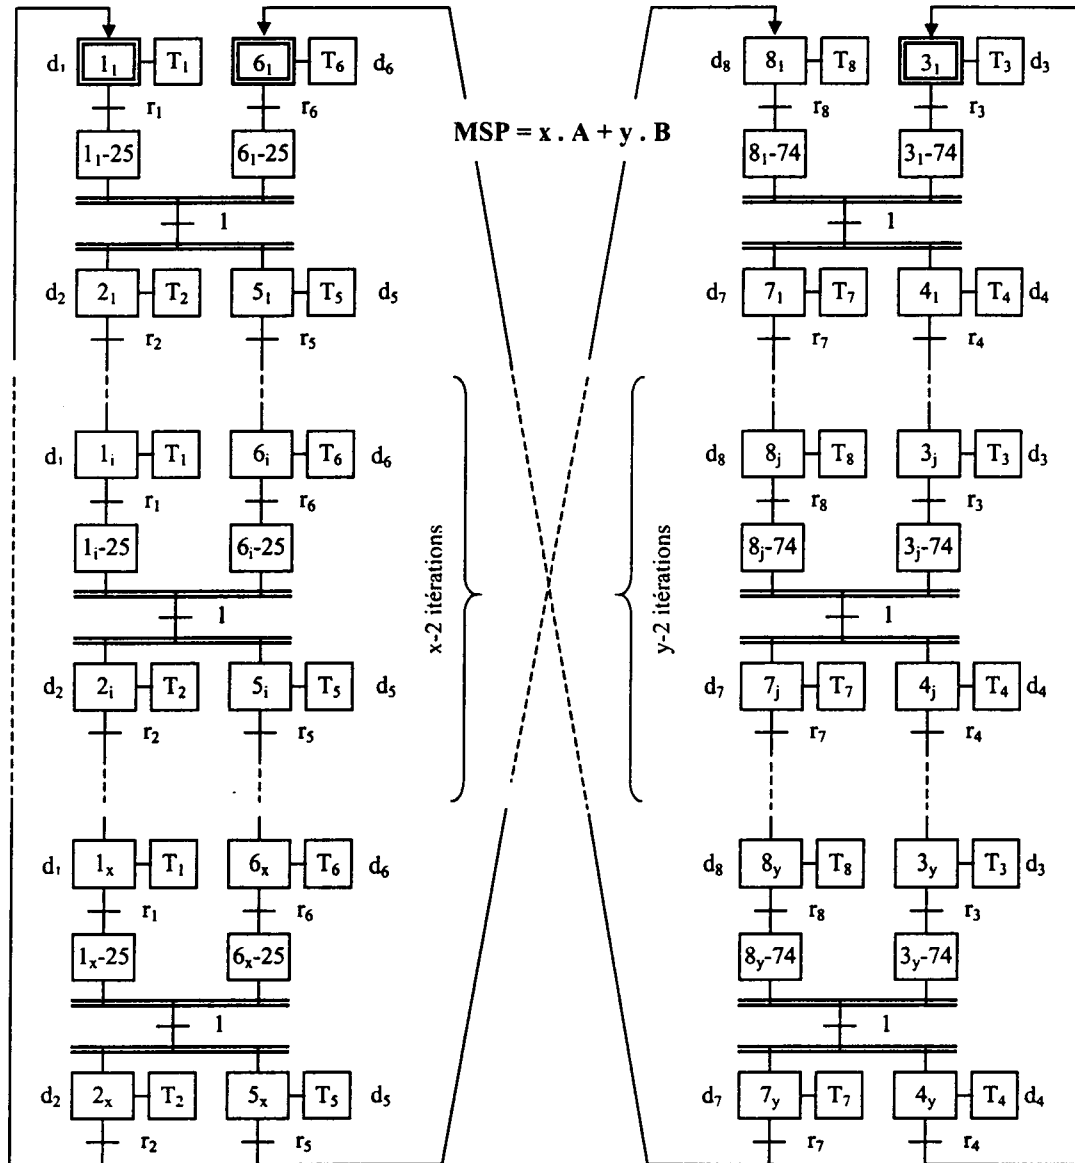 d₁ 1₁ T₁ 6₁ T₆ d₆ d₈ 8₁ T₈ 3₁ T₃ d₃
r₁ r₆ r₈ r₃
MSP = x . A + y . B
1₁-25 6₁-25 8₁-74 3₁-74
1 1
d₂ 2₁ T₂ 5₁ T₅ d₅ d₇ 7₁ T₇ 4₁ T₄ d₄
r₂ r₅ r₇ r₄
d₁ 1ᵢ T₁ 6ᵢ T₆ d₆ d₈ 8ⱼ T₈ 3ⱼ T₃ d₃
r₁ r₆ r₈ r₃
1ᵢ-25 6ᵢ-25 8ⱼ-74 3ⱼ-74
x-2 itérations y-2 itérations
1 1
d₂ 2ᵢ T₂ 5ᵢ T₅ d₅ d₇ 7ⱼ T₇ 4ⱼ T₄ d₄
r₂ r₅ r₇ r₄
d₁ 1ₓ T₁ 6ₓ T₆ d₆ d₈ 8y T₈ 3y T₃ d₃
r₁ r₆ r₈ r₃
1ₓ-25 6ₓ-25 8y-74 3y-74
1 1
d₂ 2ₓ T₂ 5ₓ T₅ d₅ d₇ 7y T₇ 4y T₄ d₄
r₂ r₅ r₇ r₄